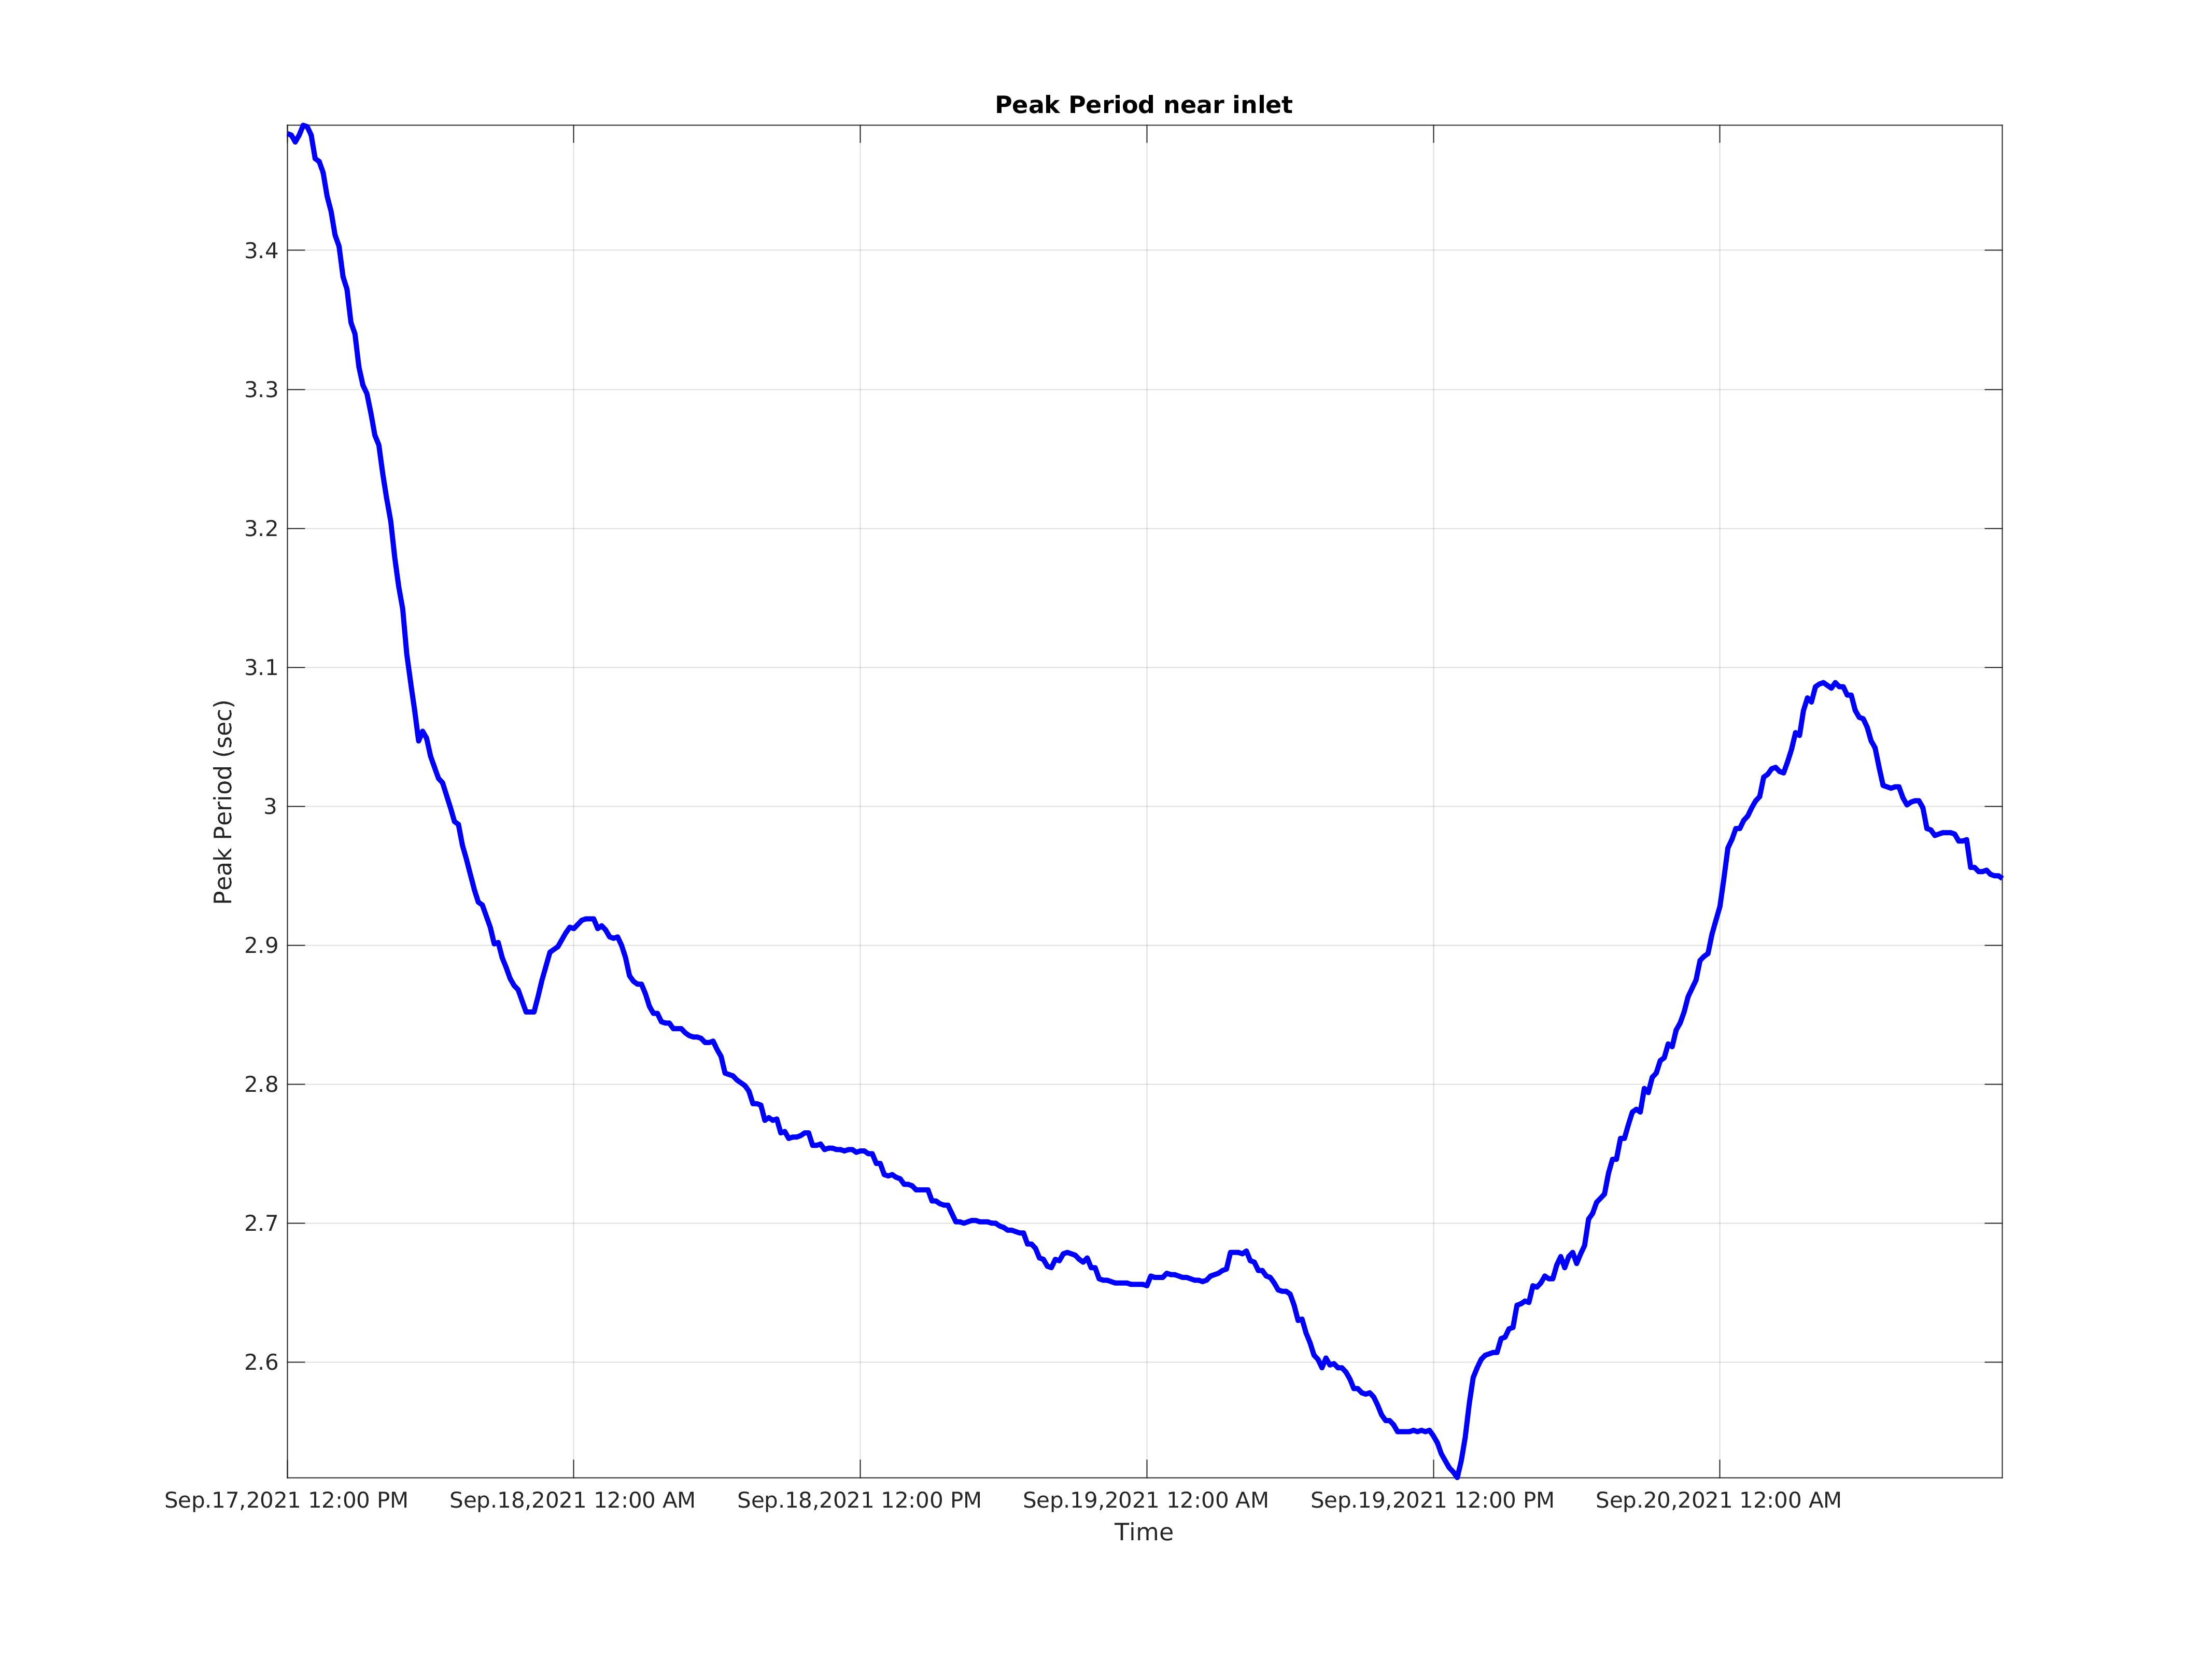 Peak Period near inlet
3.4
3.3
3.2
3.1
3
2.9
2.8
2.7
2.6
Peak Period (sec)
Sep.17,2021 12:00 PM
Sep.18,2021 12:00 AM
Sep.18,2021 12:00 PM
Sep.19,2021 12:00 AM
Sep.19,2021 12:00 PM
Sep.20,2021 12:00 AM
Time